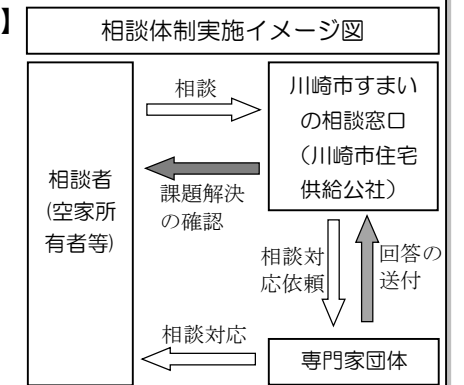 】
相談体制実施イメージ図
相談者
(空家所
有者等)
相談
課題解決
の確認
川崎市すまい
の相談窓口
（川崎市住宅
供給公社）
相談対
応依頼
回答の
送付
相談対応
専門家団体